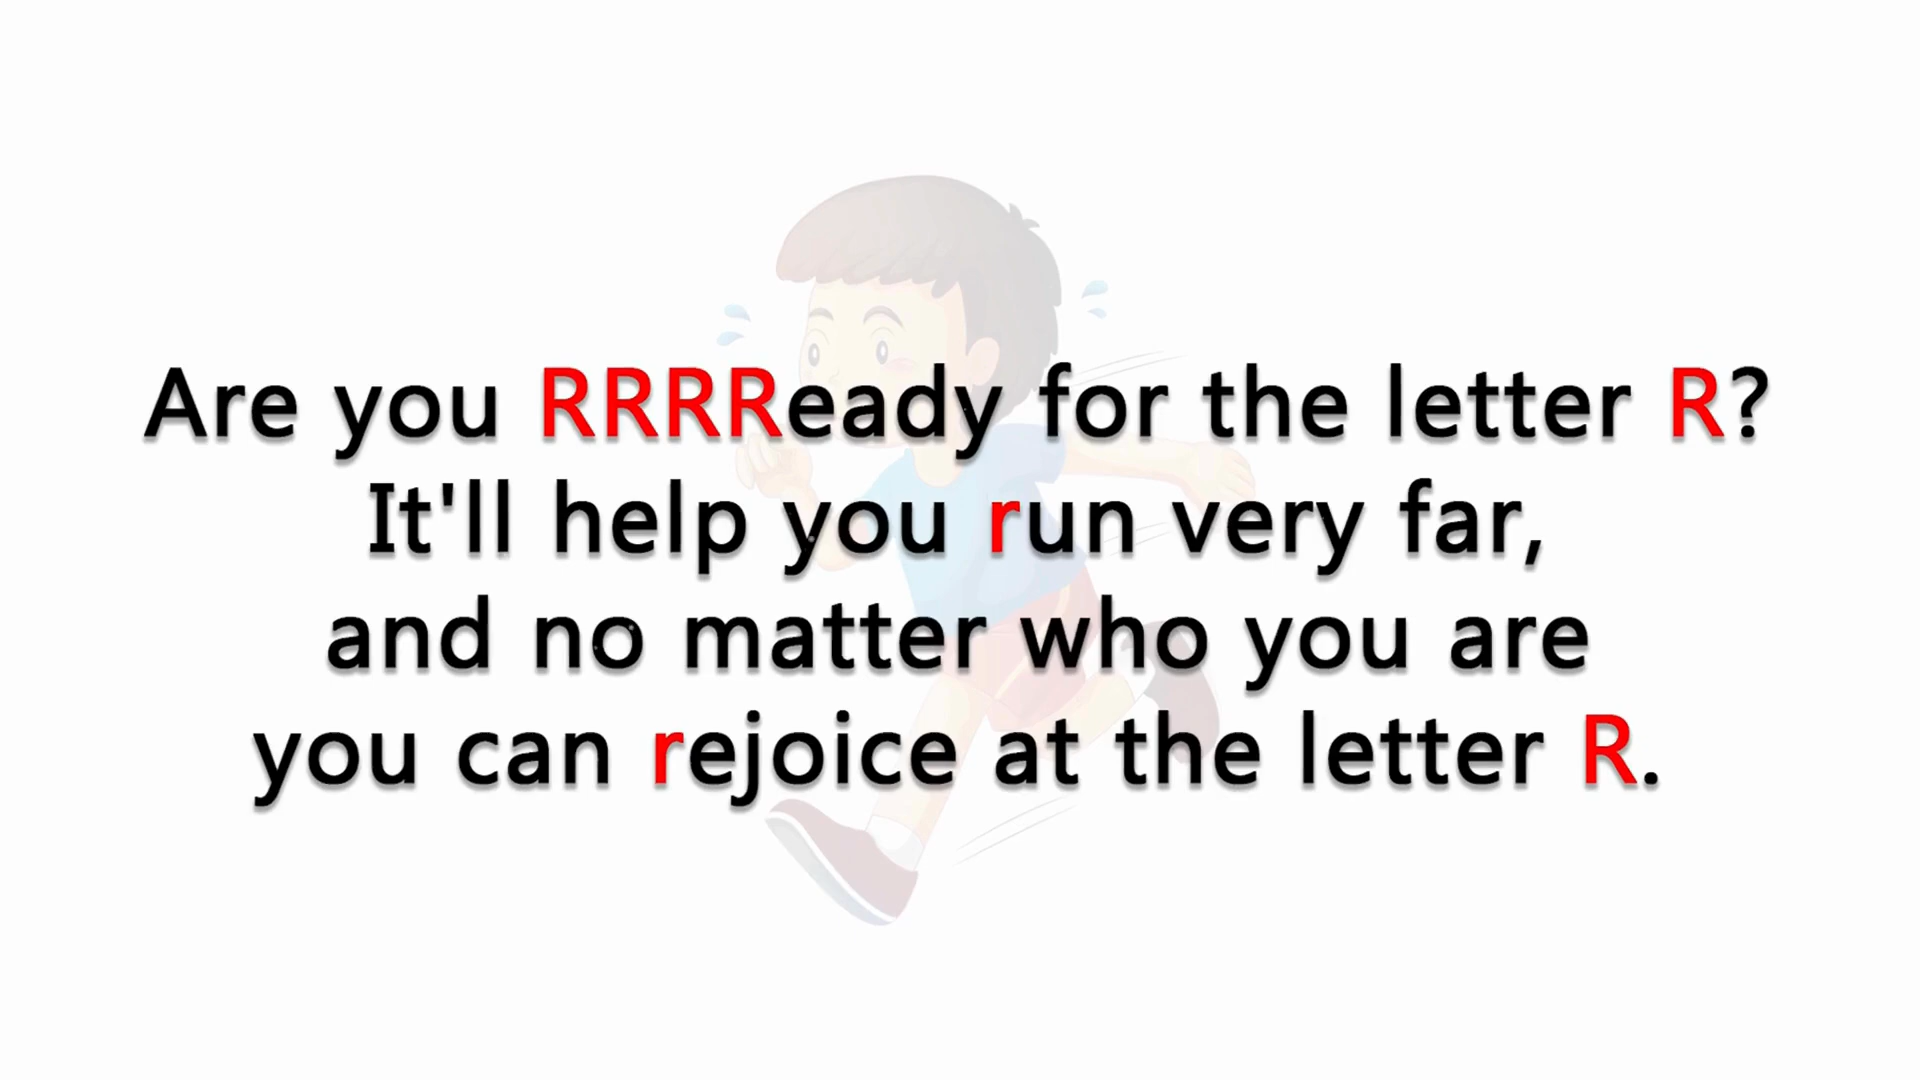 Are you RRRReady for the letter R?
It'll help you run very far,
and no matter who you are
you can rejoice at the letter R.